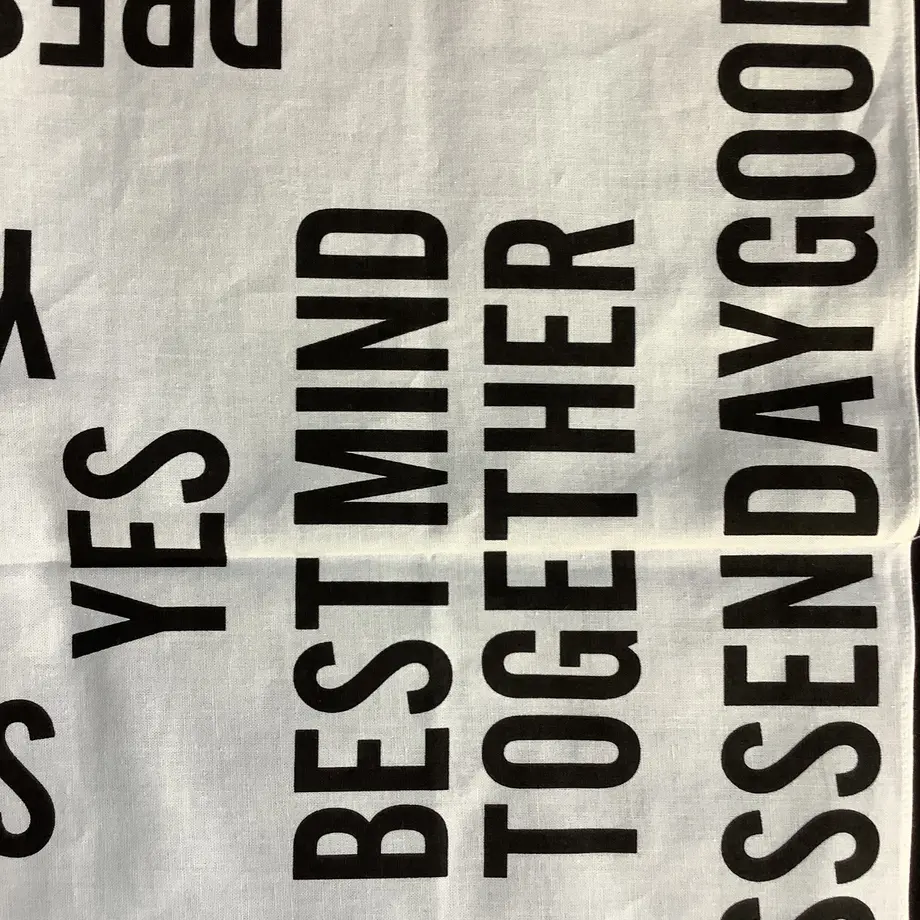 YES
BEST MIND
TOGETHER
SSENDAYGOOD